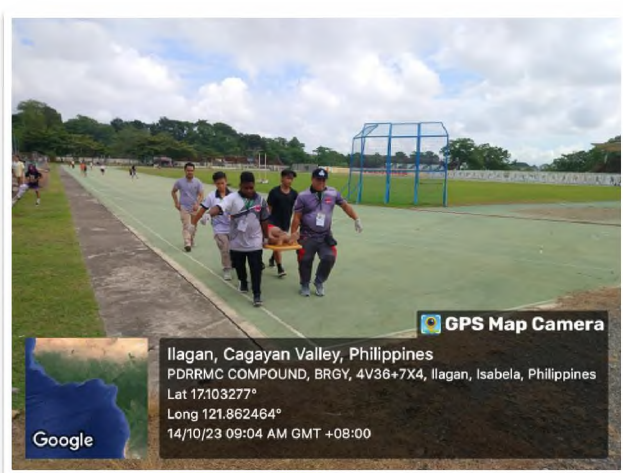 GPS Map Camera
Ilagan, Cagayan Valley, Philippines
PDRRMC COMPOUND, BRGY, 4V36+7X4, Ilagan, Isabela, Philippines
Lat 17.103277°
Long 121.862464°
14/10/23 09:04 AM GMT +08:00
Google